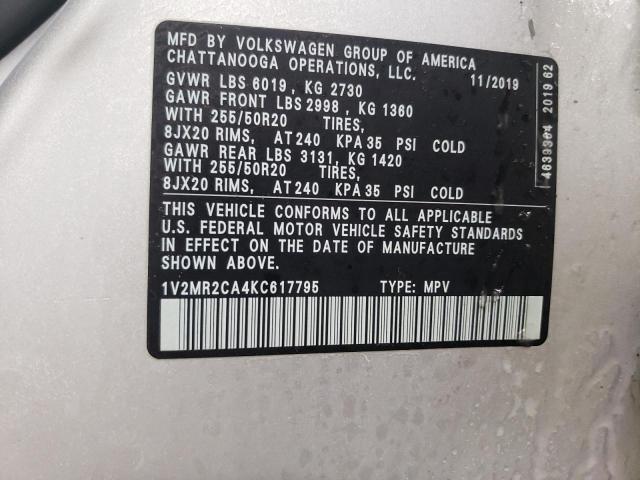 MFD BY VOLKSWAGEN GROUP OF AMERICA
CHATTANOOGA OPERATIONS, LLC. 11/2019
GVWR LBS 6019 , KG 2730
GAWR FRONT LBS 2998 , KG 1360
WITH 255/50R20 TIRES,
8JX20 RIMS, AT 240 KPA 35 PSI COLD
GAWR REAR LBS 3131, KG 1420
WITH 255/50R20 TIRES,
8JX20 RIMS, AT 240 KPA 35 PSI COLD
THIS VEHICLE CONFORMS TO ALL APPLICABLE
U.S. FEDERAL MOTOR VEHICLE SAFETY STANDARDS
IN EFFECT ON THE DATE OF MANUFACTURE
SHOWN ABOVE.
1V2MR2CA4KC617795 TYPE: MPV
4639364 2019 62